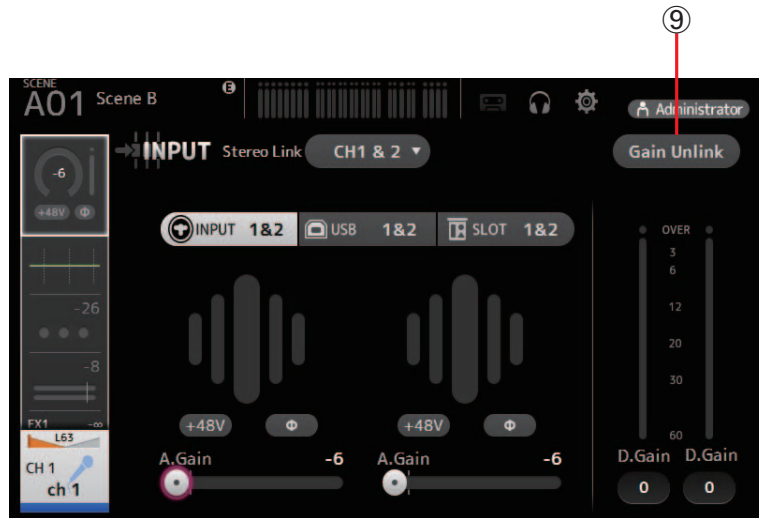 ⑨
SCENE
A01 Scene B E
Administrator
INPUT Stereo Link CH1 & 2 ▼ Gain Unlink
-6
+48V Φ
INPUT 1&2 USB 1&2 SLOT 1&2
OVER
3
6
-26
12
20
-8
30
FX1 -∞
+48V Φ +48V Φ
60
L63
A.Gain -6 A.Gain -6 D.Gain D.Gain
CH 1
ch 1
0 0